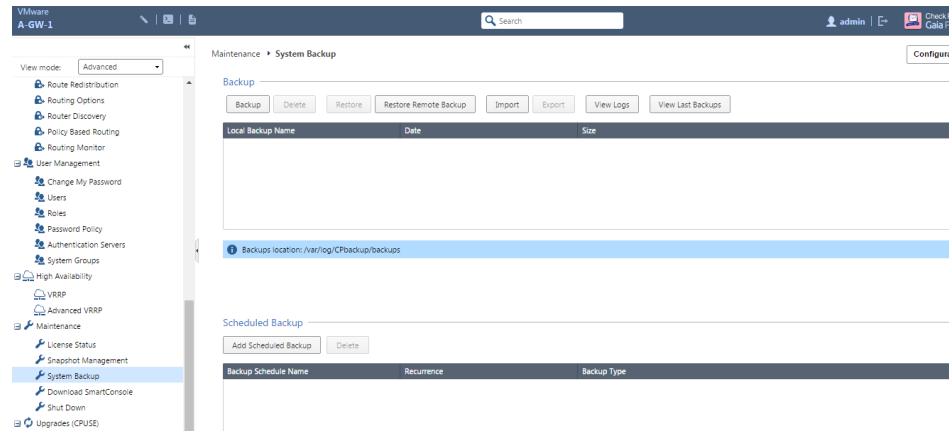 VMware
A-GW-1
Search
admin
Check
Gaia
View mode: Advanced
Route Redistribution
Routing Options
Router Discovery
Policy Based Routing
Routing Monitor
User Management
Change My Password
Users
Roles
Password Policy
Authentication Servers
System Groups
High Availability
VRRP
Advanced VRRP
Maintenance
License Status
Snapshot Management
System Backup
Download SmartConsole
Shut Down
Upgrades (CPUSE)
Maintenance System Backup
Configura
Backup
Backup Delete Restore Restore Remote Backup Import Export View Logs View Last Backups
Local Backup Name Date Size
Backups location: /var/log/CPbackup/backups
Scheduled Backup
Add Scheduled Backup Delete
Backup Schedule Name Recurrence Backup Type